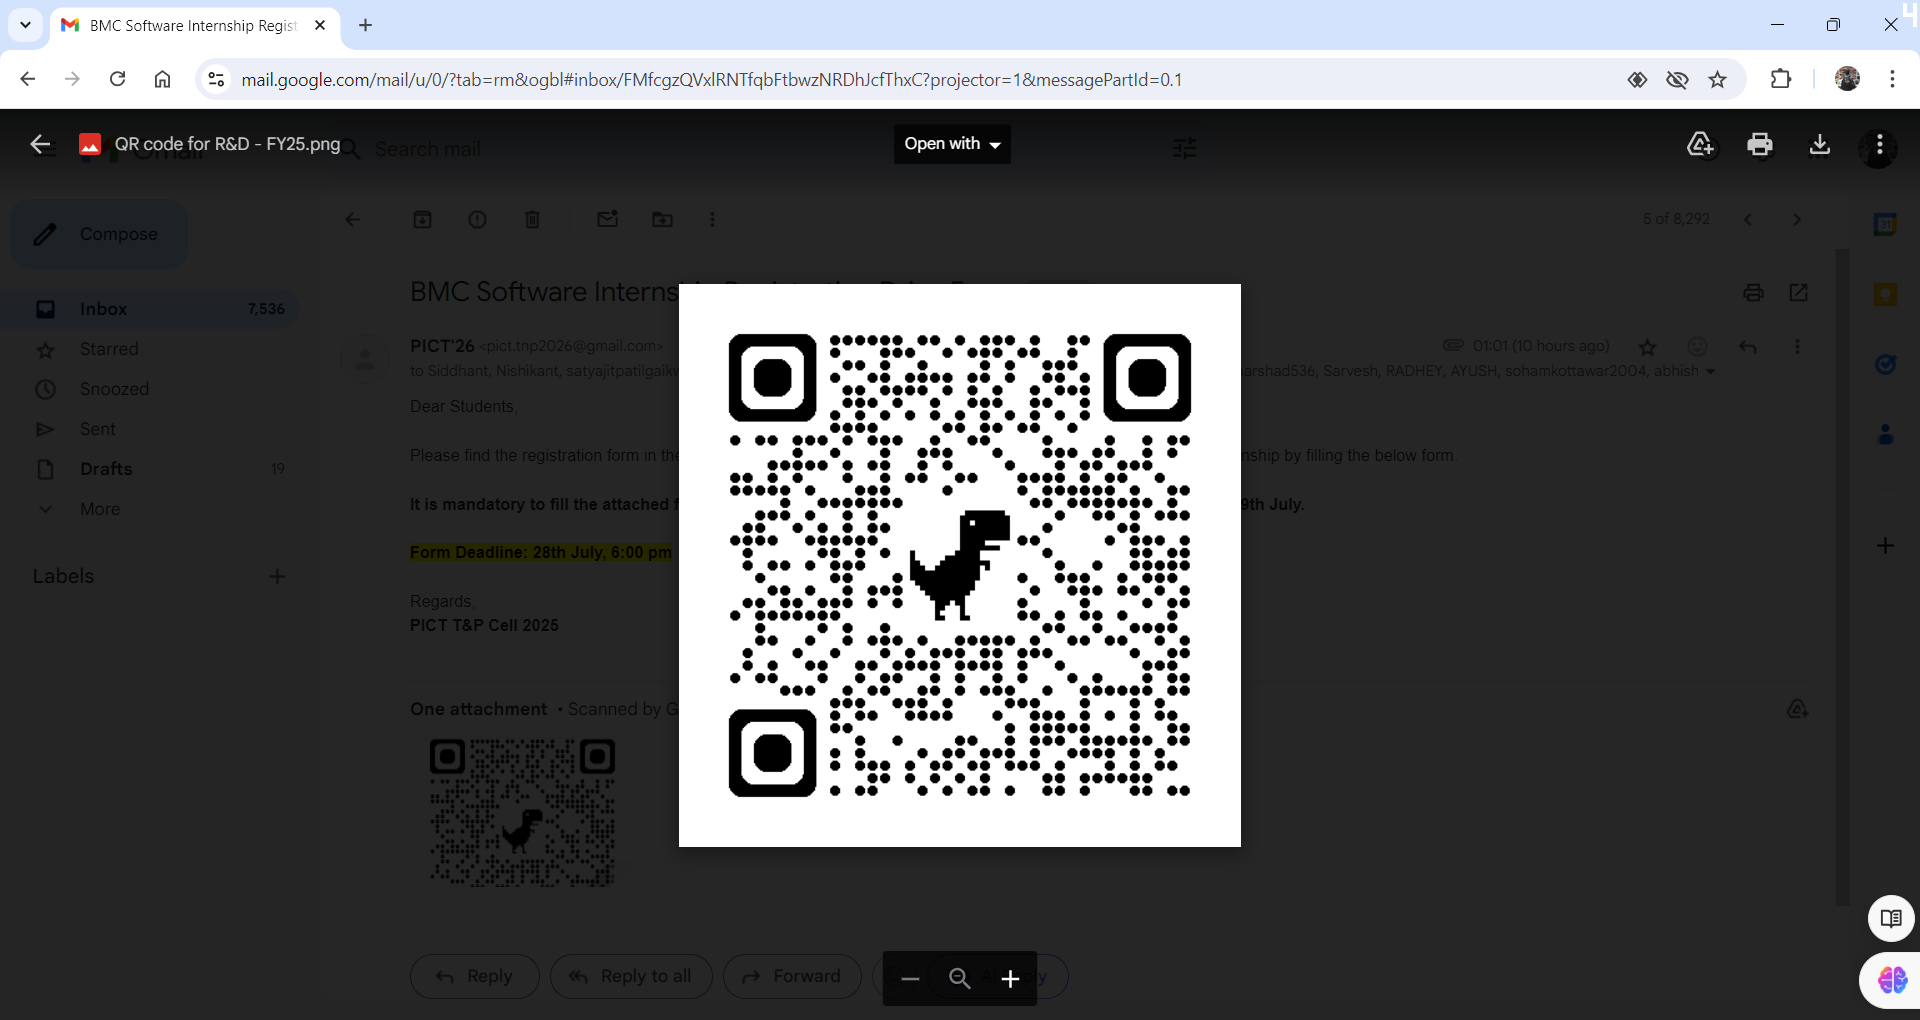 BMC Software Internship Regist
mail.google.com/mail/u/0/?tab=rm&ogbl#inbox/FMfcgzQVxlRNTfqbFtbwzNRDhJcfThxC?projector=1&messagePartId=0.1
QR code for R&D - FY25.png
Search mail
Open with
Compose
5 of 8,292
Inbox 7,536
Starred
Snoozed
Sent
Drafts 19
More
Labels
BMC Software Interns
PICT'26 <pict.tnp2026@gmail.com>
01:01 (10 hours ago)
to Siddhant, Nishikant, satyajitpatilgaikw
arshad536, Sarvesh, RADHEY, AYUSH, sohamkottawar2004, abhish
Dear Students,
Please find the registration form in the
nship by filling the below form.
It is mandatory to fill the attached f
9th July.
Form Deadline: 28th July, 6:00 pm
Regards,
PICT T&P Cell 2025
One attachment • Scanned by G
Reply
Reply to all
Forward
31